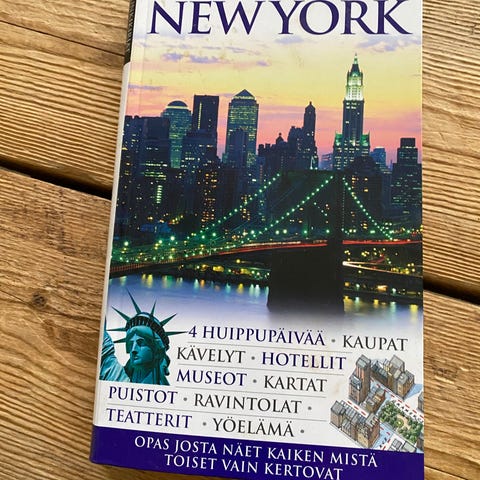 NEW YORK
4 HUIPPUPÄIVÄÄ • KAUPAT
KÄVELYT • HOTELLIT
MUSEOT • KARTAT
PUISTOT • RAVINTOLAT •
TEATTERIT • YÖELÄMÄ •
OPAS JOSTA NÄET KAIKEN MISTÄ
TOISET VAIN KERTOVAT